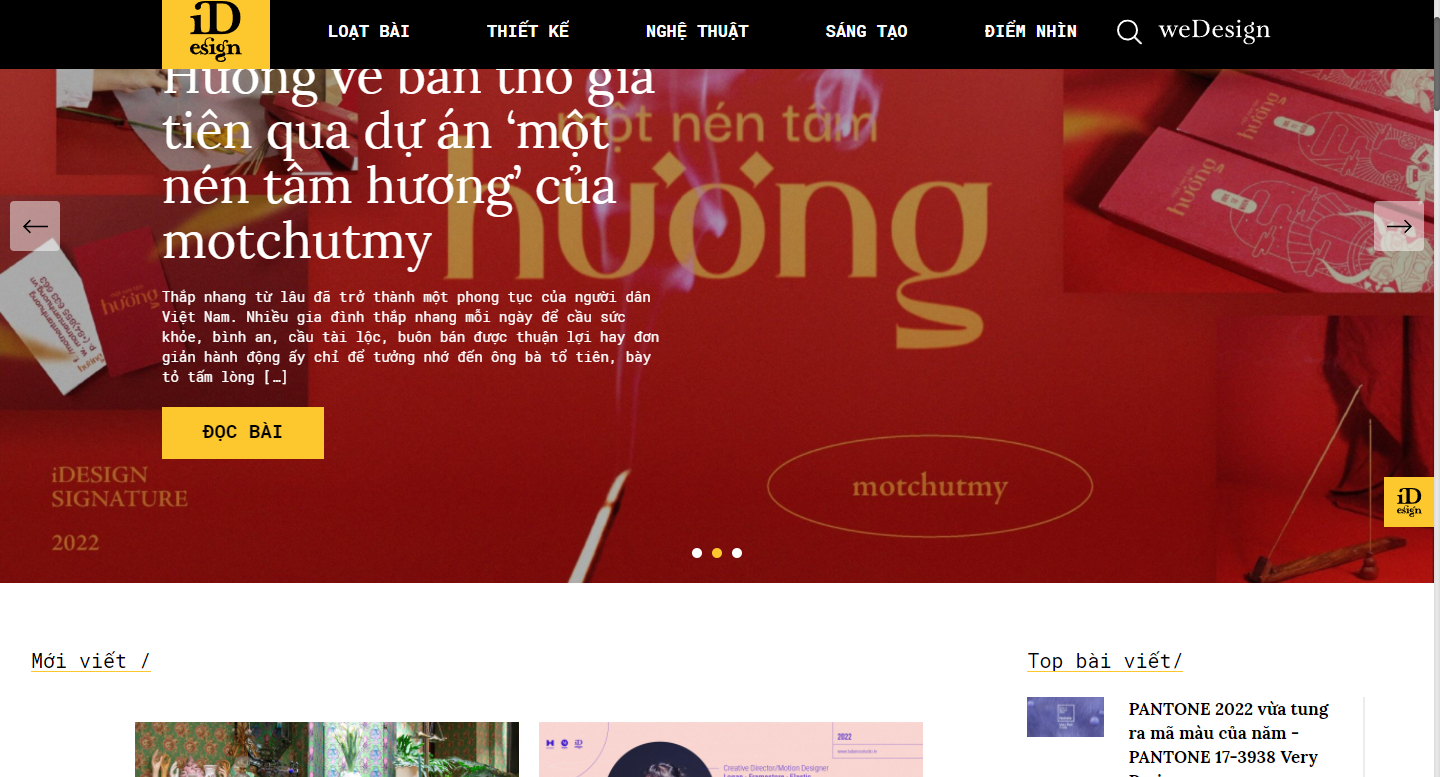 iD
esign
LOẠT BÀI
THIẾT KẾ
NGHỆ THUẬT
SÁNG TẠO
ĐIỂM NHÌN
weDesign
Hướng về bàn thờ gia
tiên qua dự án ‘một
nén tâm hương’ của
motchutmy
Thắp nhang từ lâu đã trở thành một phong tục của người dân
Việt Nam. Nhiều gia đình thắp nhang mỗi ngày để cầu sức
khỏe, bình an, cầu tài lộc, buôn bán được thuận lợi hay đơn
giản hành động ấy chỉ để tưởng nhớ đến ông bà tổ tiên, bày
tỏ tấm lòng […]
ĐỌC BÀI
một nén tâm
hương
hương
hương
hương
motchutmy
iDESIGN
SIGNATURE
2022
iD
esign
Mới viết /
Top bài viết/
2022
Creative Director/Motion Designer
PANTONE 2022 vừa tung
ra mã màu của năm -
PANTONE 17-3938 Very